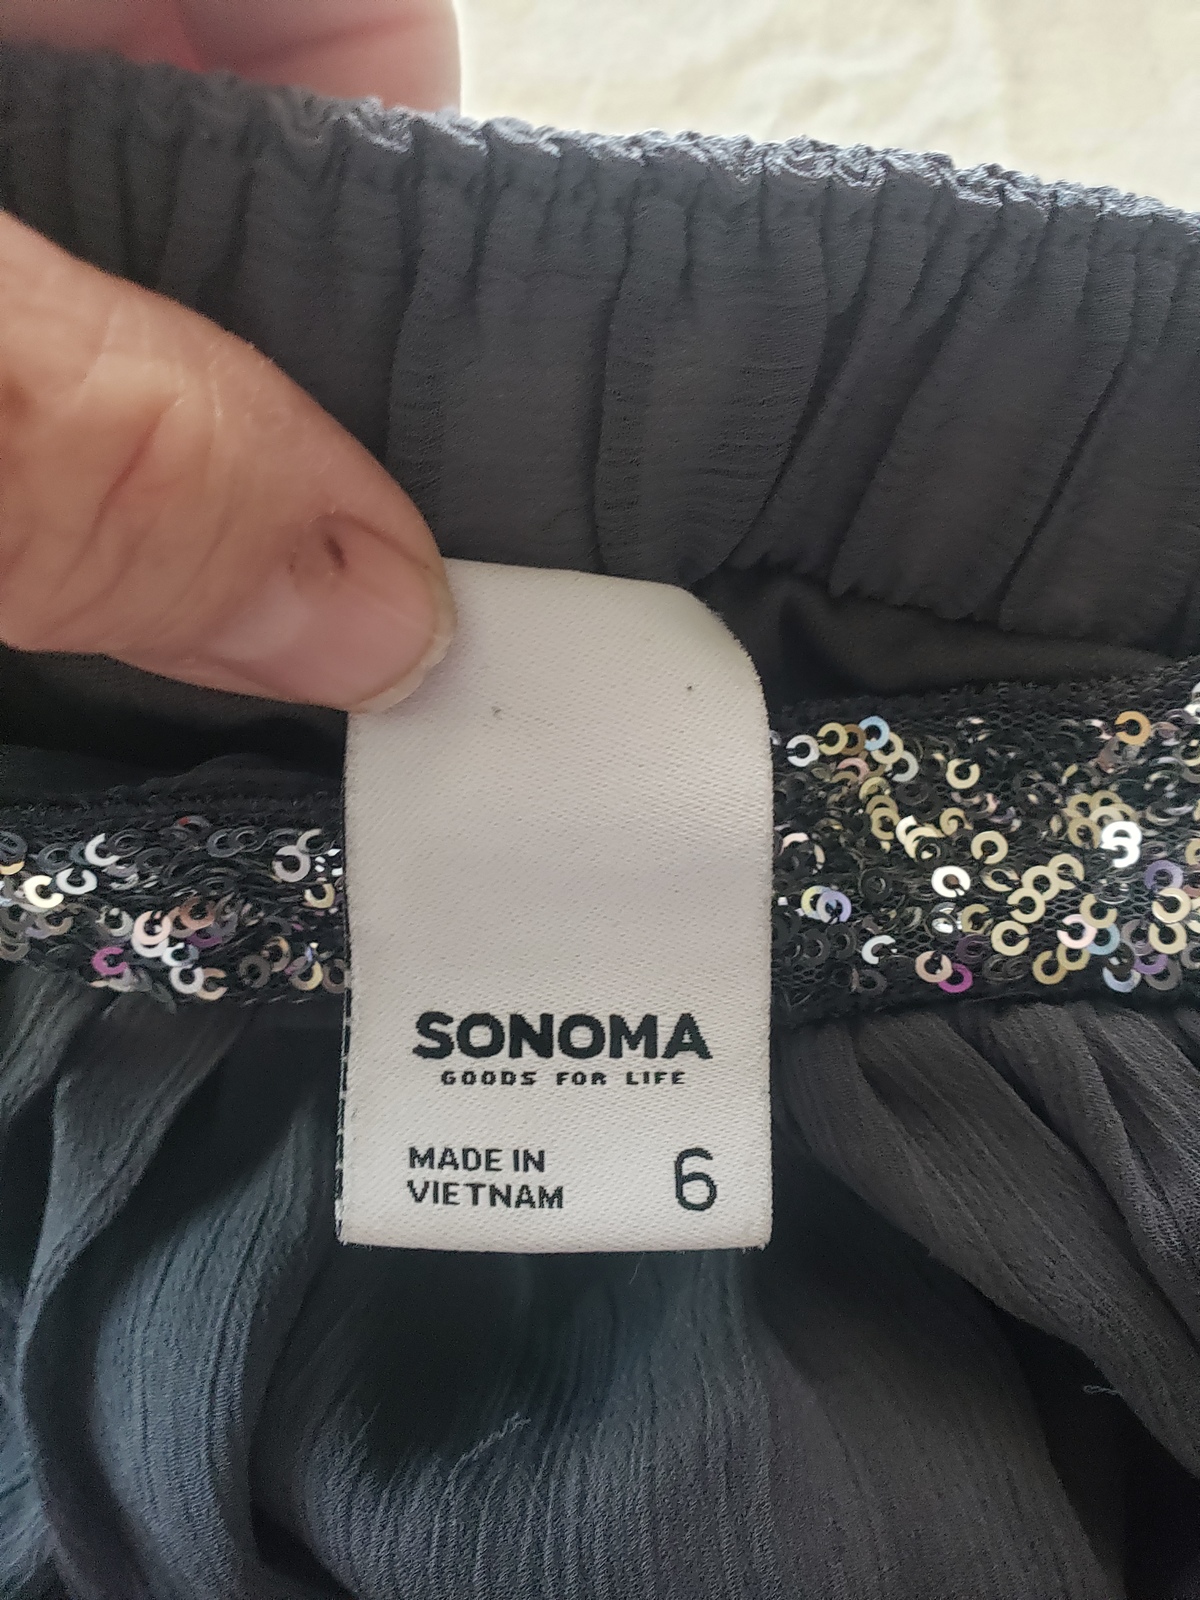 SONOMA
GOODS FOR LIFE
MADE IN
VIETNAM
6